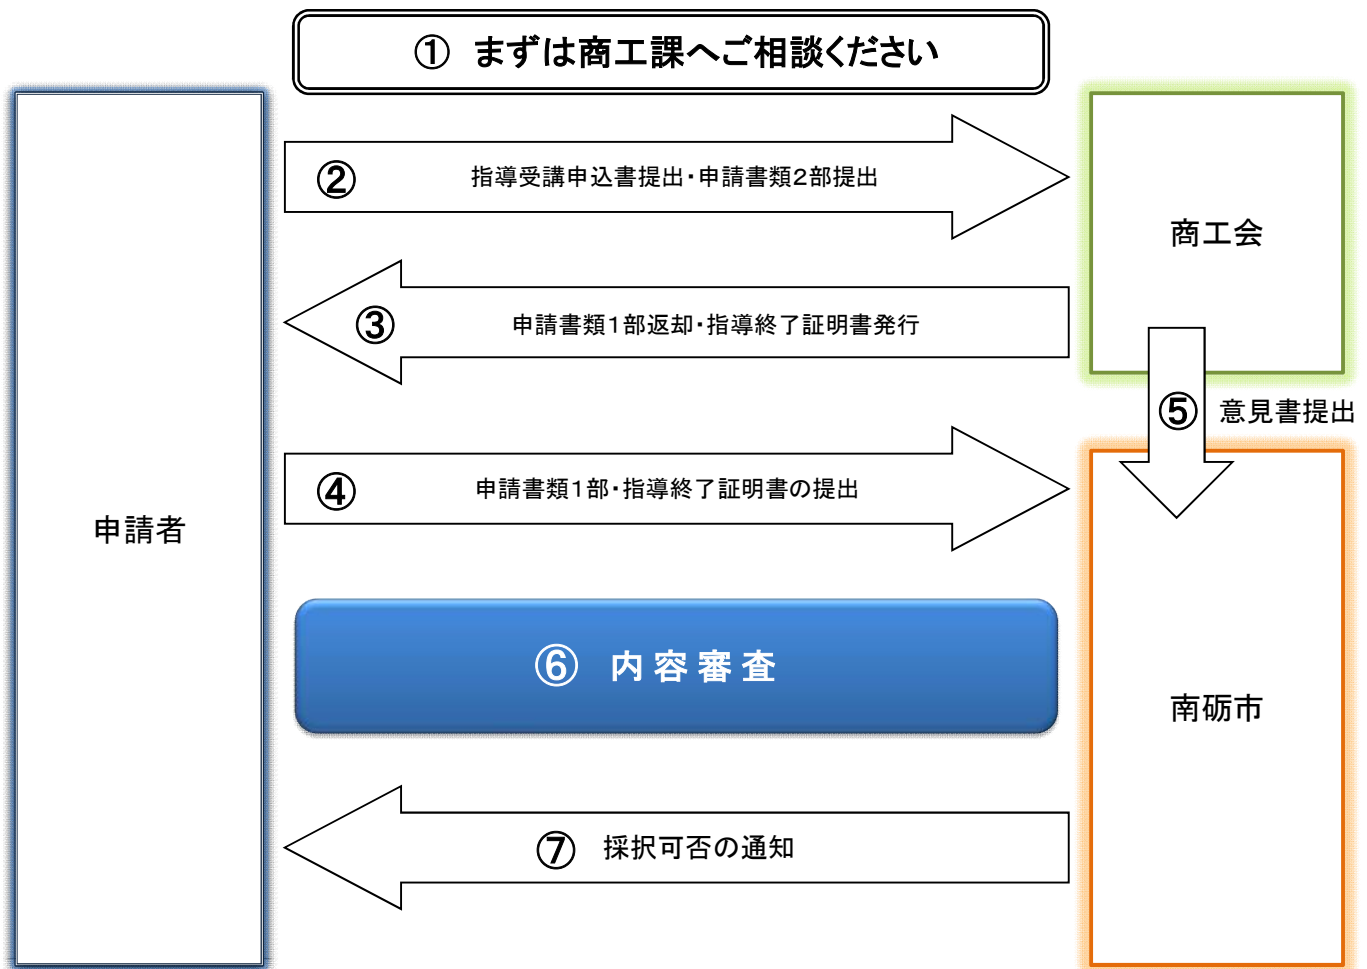 ① まずは商工課へご相談ください
② 指導受講申込書提出・申請書類2部提出
商工会
③ 申請書類1部返却・指導終了証明書発行
⑤ 意見書提出
④ 申請書類1部・指導終了証明書の提出
申請者
⑥ 内容審査
南砺市
⑦ 採択可否の通知